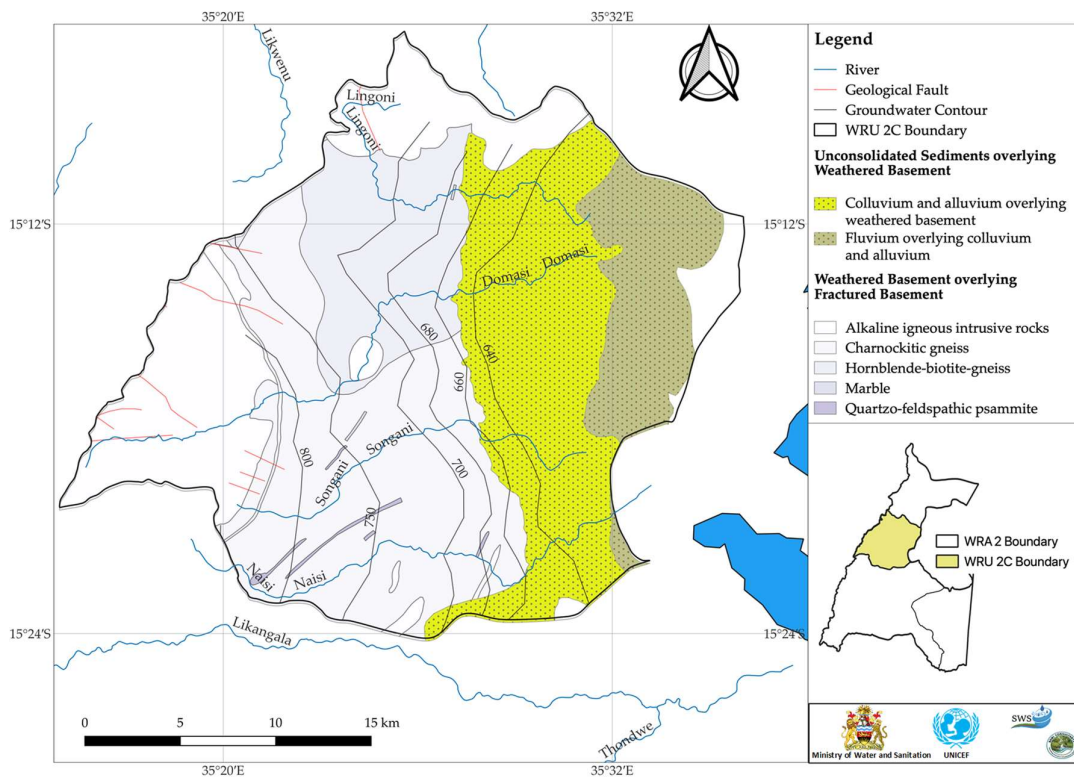 35°20′E
35°32′E
Likwenu
Lingoni
Lingoni
15°12′S
15°12′S
Domasi
Domasi
680
640
660
800
Songani
Songani
700
750
Naisi
Naisi
15°24′S
15°24′S
Likangala
0 5 10 15 km
Thondwe
35°20′E
35°32′E
Legend
River
Geological Fault
Groundwater Contour
WRU 2C Boundary
Unconsolidated Sediments overlying
Weathered Basement
Colluvium and alluvium overlying
weathered basement
Fluvium overlying colluvium
and alluvium
Weathered Basement overlying
Fractured Basement
Alkaline igneous intrusive rocks
Charnockitic gneiss
Hornblende-biotite-gneiss
Marble
Quartzo-feldspathic psammite
WRA 2 Boundary
WRU 2C Boundary
Ministry of Water and Sanitation
UNICEF
SWS